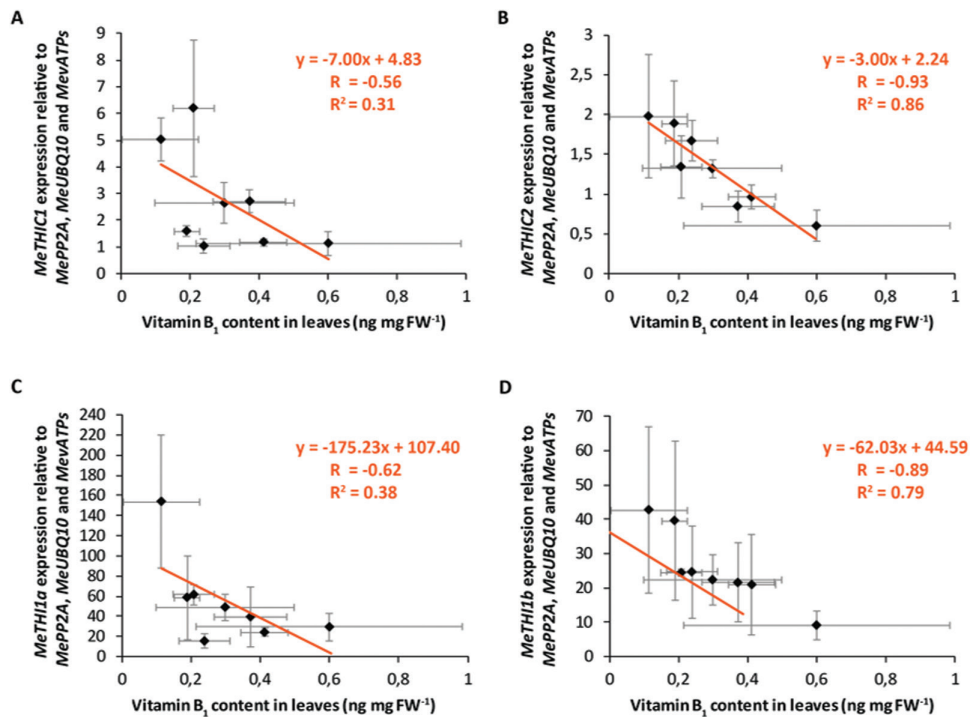 A
MeTHIC1 expression relative to
MePP2A, MeUBQ10 and MevATPs
9
8
7
6
5
4
3
2
1
0
y = -7.00x + 4.83
R = -0.56
R² = 0.31
0 0,2 0,4 0,6 0,8 1
Vitamin B₁ content in leaves (ng mg FW⁻¹)
B
MeTHIC2 expression relative to
MePP2A, MeUBQ10 and MevATPs
3
2,5
2
1,5
1
0,5
0
y = -3.00x + 2.24
R = -0.93
R² = 0.86
0 0,2 0,4 0,6 0,8 1
Vitamin B₁ content in leaves (ng mg FW⁻¹)
C
MeTHI1a expression relative to
MePP2A, MeUBQ10 and MevATPs
240
220
200
180
160
140
120
100
80
60
40
20
0
y = -175.23x + 107.40
R = -0.62
R² = 0.38
0 0,2 0,4 0,6 0,8 1
Vitamin B₁ content in leaves (ng mg FW⁻¹)
D
MeTHI1b expression relative to
MePP2A, MeUBQ10 and MevATPs
70
60
50
40
30
20
10
0
y = -62.03x + 44.59
R = -0.89
R² = 0.79
0 0,2 0,4 0,6 0,8 1
Vitamin B₁ content in leaves (ng mg FW⁻¹)